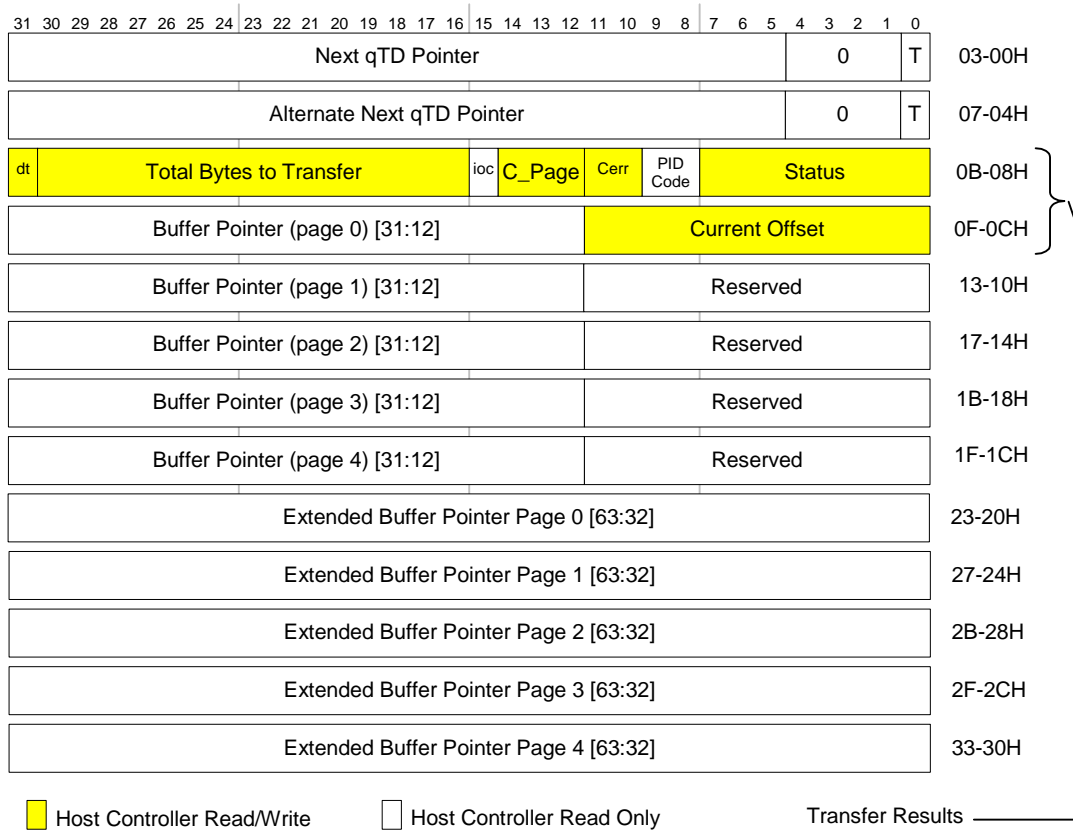 31 30 29 28 27 26 25 24 23 22 21 20 19 18 17 16 15 14 13 12 11 10 9 8 7 6 5 4 3 2 1 0
Next qTD Pointer 0 T 03-00H
Alternate Next qTD Pointer 0 T 07-04H
dt Total Bytes to Transfer ioc C_Page Cerr PID Code Status 0B-08H
Buffer Pointer (page 0) [31:12] Current Offset 0F-0CH
Buffer Pointer (page 1) [31:12] Reserved 13-10H
Buffer Pointer (page 2) [31:12] Reserved 17-14H
Buffer Pointer (page 3) [31:12] Reserved 1B-18H
Buffer Pointer (page 4) [31:12] Reserved 1F-1CH
Extended Buffer Pointer Page 0 [63:32] 23-20H
Extended Buffer Pointer Page 1 [63:32] 27-24H
Extended Buffer Pointer Page 2 [63:32] 2B-28H
Extended Buffer Pointer Page 3 [63:32] 2F-2CH
Extended Buffer Pointer Page 4 [63:32] 33-30H
Host Controller Read/Write Host Controller Read Only Transfer Results